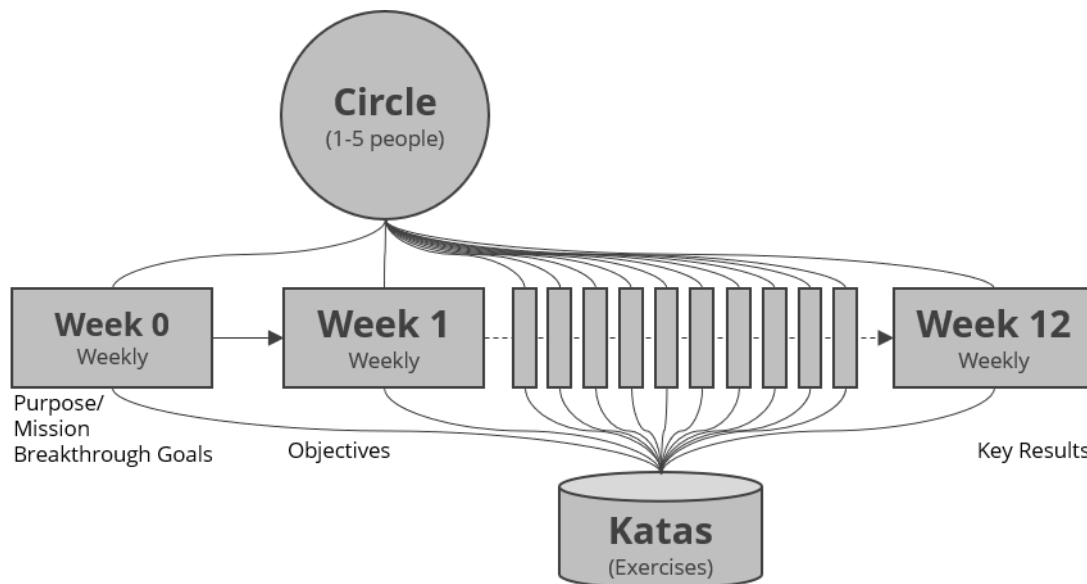 Circle
(1-5 people)
Week 0
Weekly
Week 1
Weekly
Week 12
Weekly
Purpose/
Mission
Breakthrough Goals
Objectives
Key Results
Katas
(Exercises)